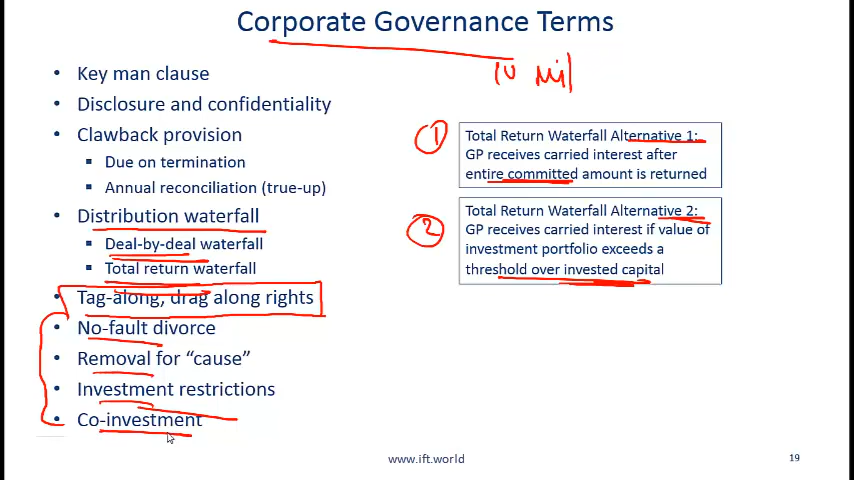 Corporate Governance Terms
10 mil
• Key man clause
• Disclosure and confidentiality
• Clawback provision
▪ Due on termination
▪ Annual reconciliation (true-up)
• Distribution waterfall
▪ Deal-by-deal waterfall
▪ Total return waterfall
• Tag-along, drag along rights
• No-fault divorce
• Removal for “cause”
• Investment restrictions
• Co-investment
1
Total Return Waterfall Alternative 1:
GP receives carried interest after
entire committed amount is returned
2
Total Return Waterfall Alternative 2:
GP receives carried interest if value of
investment portfolio exceeds a
threshold over invested capital
www.ift.world
19